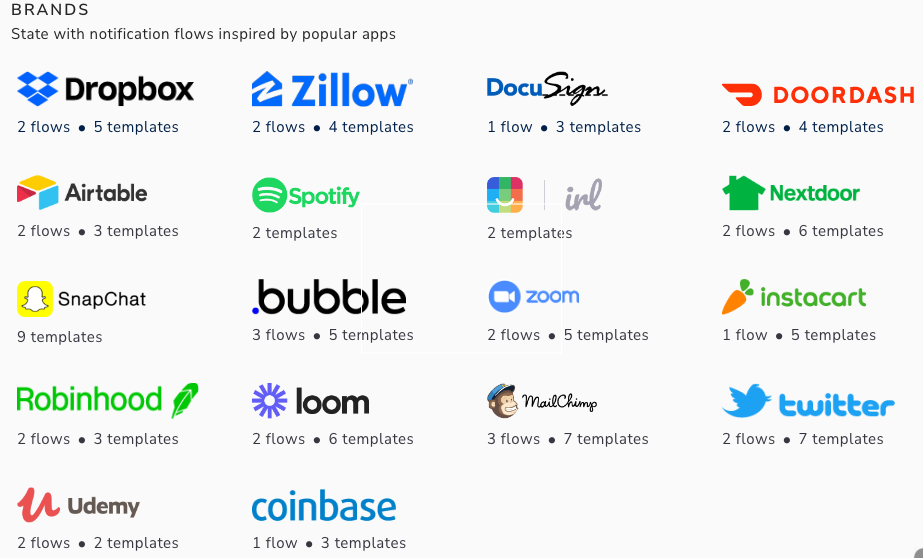 BRANDS
State with notification flows inspired by popular apps
Dropbox
2 flows • 5 templates
Zillow®
2 flows • 4 templates
DocuSign
1 flow • 3 templates
DOORDASH
2 flows • 4 templates
Airtable
2 flows • 3 templates
Spotify
2 templates
irl
2 templates
Nextdoor
2 flows • 6 templates
SnapChat
9 templates
.bubble
3 flows • 5 templates
zoom
2 flows • 5 templates
instacart
1 flow • 5 templates
Robinhood
2 flows • 3 templates
loom
2 flows • 6 templates
MailChimp
3 flows • 7 templates
twitter
2 flows • 7 templates
Udemy
2 flows • 2 templates
coinbase
1 flow • 3 templates